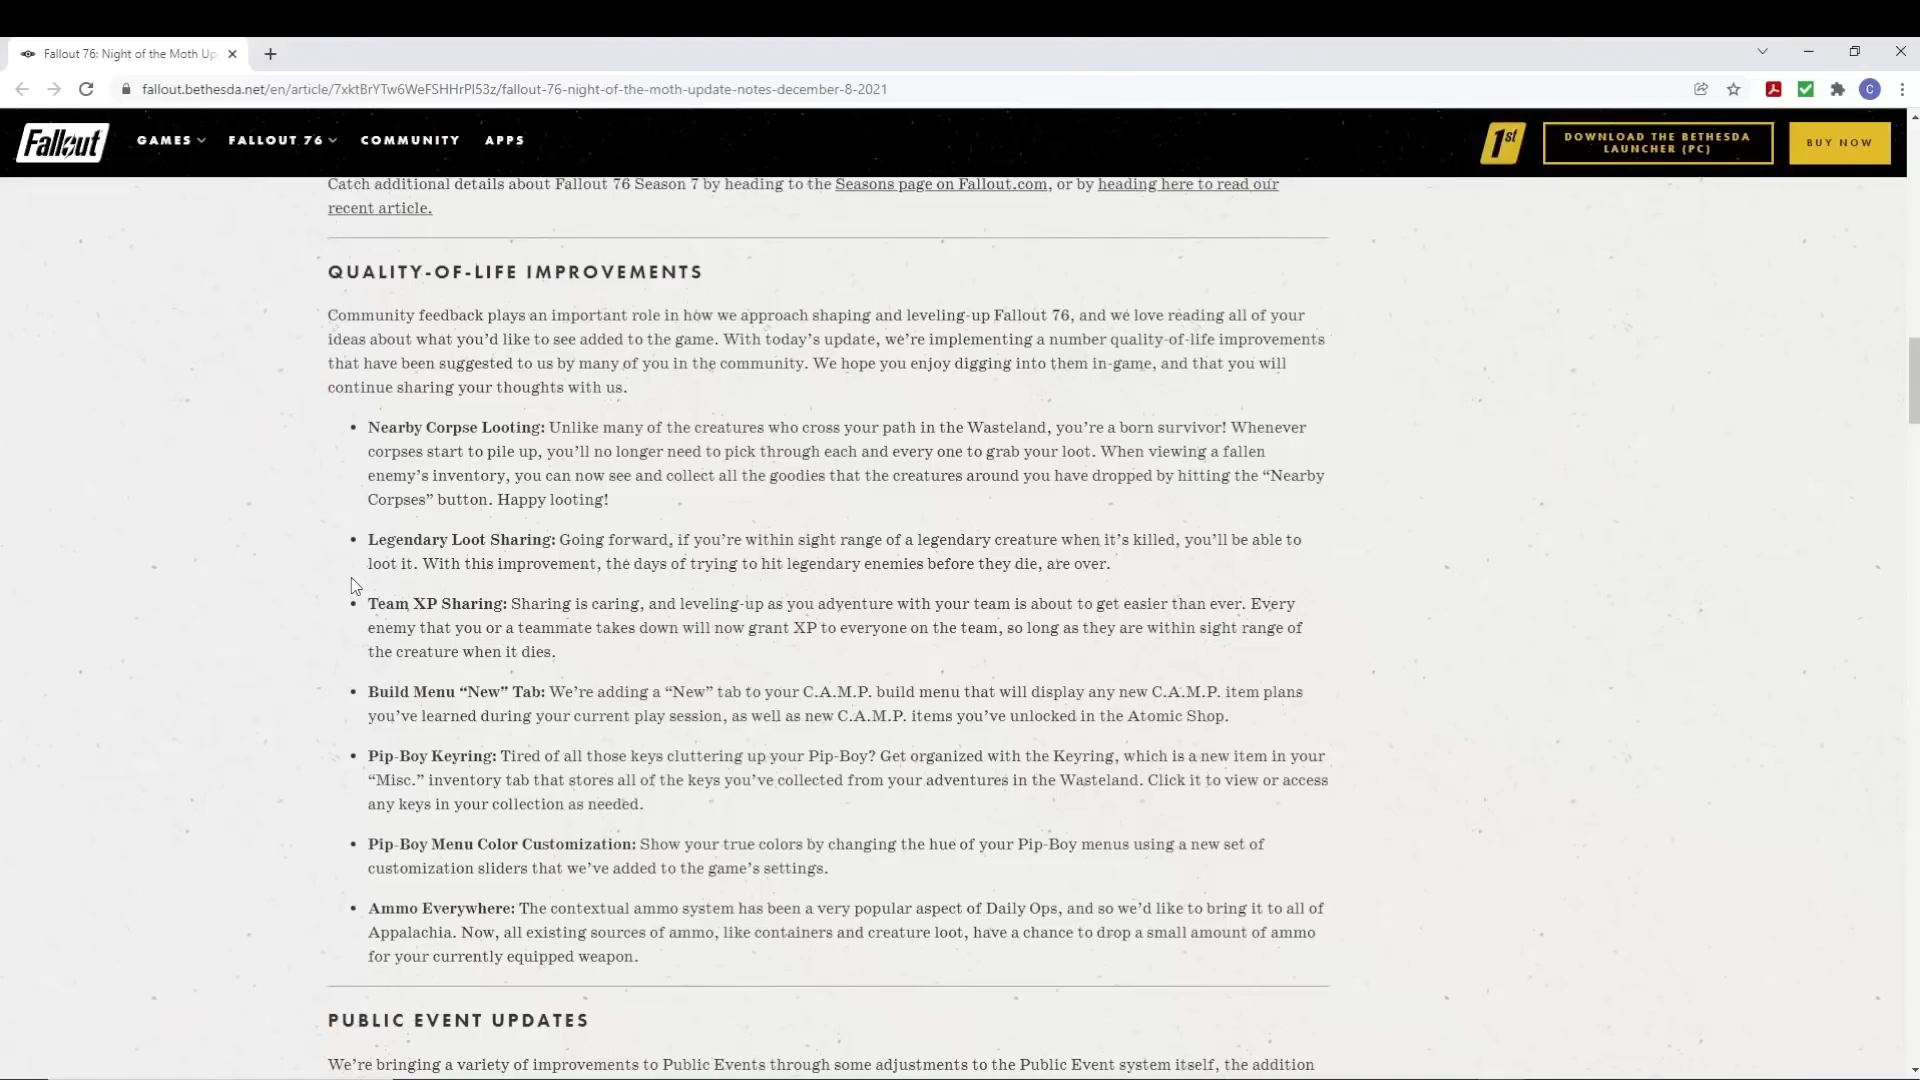 Fallout 76: Night of the Moth Up
fallout.bethesda.net/en/article/7xktBrYTw6WeFSHHrPl53z/fallout-76-night-of-the-moth-update-notes-december-8-2021
C
Fallout
GAMES
FALLOUT 76
COMMUNITY
APPS
1st
DOWNLOAD THE BETHESDA
LAUNCHER (PC)
BUY NOW
Catch additional details about Fallout 76 Season 7 by heading to the Seasons page on Fallout.com, or by heading here to read our
recent article.
QUALITY-OF-LIFE IMPROVEMENTS
Community feedback plays an important role in how we approach shaping and leveling-up Fallout 76, and we love reading all of your
ideas about what you’d like to see added to the game. With today’s update, we’re implementing a number quality-of-life improvements
that have been suggested to us by many of you in the community. We hope you enjoy digging into them in-game, and that you will
continue sharing your thoughts with us.
• Nearby Corpse Looting: Unlike many of the creatures who cross your path in the Wasteland, you’re a born survivor! Whenever
corpses start to pile up, you’ll no longer need to pick through each and every one to grab your loot. When viewing a fallen
enemy’s inventory, you can now see and collect all the goodies that the creatures around you have dropped by hitting the “Nearby
Corpses” button. Happy looting!
• Legendary Loot Sharing: Going forward, if you’re within sight range of a legendary creature when it’s killed, you’ll be able to
loot it. With this improvement, the days of trying to hit legendary enemies before they die, are over.
• Team XP Sharing: Sharing is caring, and leveling-up as you adventure with your team is about to get easier than ever. Every
enemy that you or a teammate takes down will now grant XP to everyone on the team, so long as they are within sight range of
the creature when it dies.
• Build Menu “New” Tab: We’re adding a “New” tab to your C.A.M.P. build menu that will display any new C.A.M.P. item plans
you’ve learned during your current play session, as well as new C.A.M.P. items you’ve unlocked in the Atomic Shop.
• Pip-Boy Keyring: Tired of all those keys cluttering up your Pip-Boy? Get organized with the Keyring, which is a new item in your
“Misc.” inventory tab that stores all of the keys you’ve collected from your adventures in the Wasteland. Click it to view or access
any keys in your collection as needed.
• Pip-Boy Menu Color Customization: Show your true colors by changing the hue of your Pip-Boy menus using a new set of
customization sliders that we’ve added to the game’s settings.
• Ammo Everywhere: The contextual ammo system has been a very popular aspect of Daily Ops, and so we’d like to bring it to all of
Appalachia. Now, all existing sources of ammo, like containers and creature loot, have a chance to drop a small amount of ammo
for your currently equipped weapon.
PUBLIC EVENT UPDATES
We’re bringing a variety of improvements to Public Events through some adjustments to the Public Event system itself, the addition